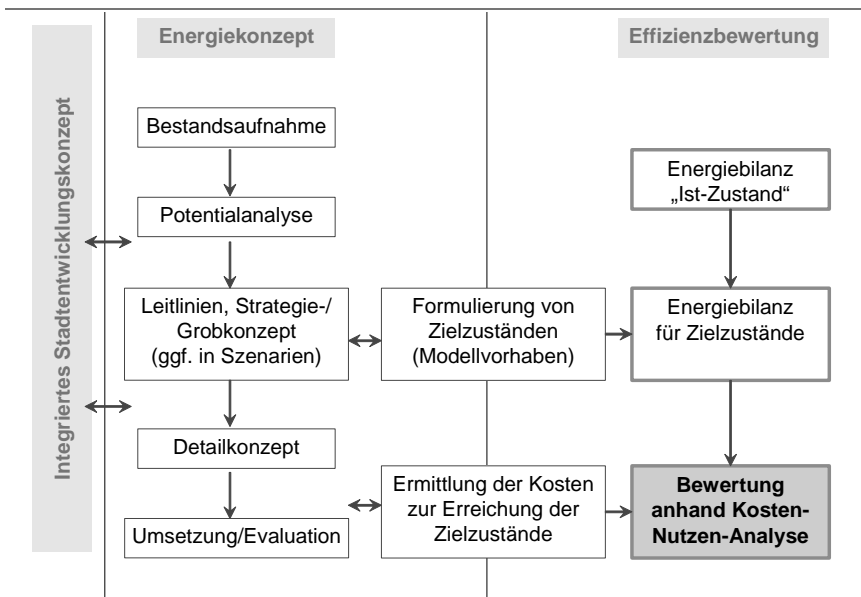 Energiekonzept
Effizienzbewertung
Integriertes Stadtentwicklungskonzept
Bestandsaufnahme
Potentialanalyse
Leitlinien, Strategie-/
Grobkonzept
(ggf. in Szenarien)
Detailkonzept
Umsetzung/Evaluation
Formulierung von
Zielzuständen
(Modellvorhaben)
Ermittlung der Kosten
zur Erreichung der
Zielzustände
Energiebilanz
„Ist-Zustand“
Energiebilanz
für Zielzustände
Bewertung
anhand Kosten-
Nutzen-Analyse